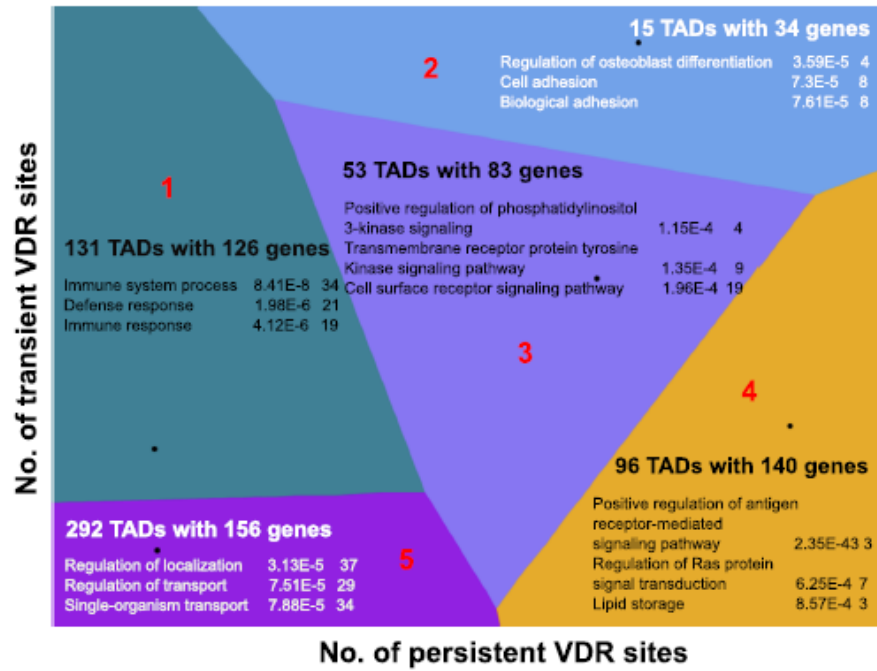 No. of transient VDR sites
15 TADs with 34 genes
2
Regulation of osteoblast differentiation 3.59E-5 4
Cell adhesion 7.3E-5 8
Biological adhesion 7.61E-5 8
1
131 TADs with 126 genes
Immune system process 8.41E-8 34
Defense response 1.98E-6 21
Immune response 4.12E-6 19
53 TADs with 83 genes
Positive regulation of phosphatidylinositol
3-kinase signaling 1.15E-4 4
Transmembrane receptor protein tyrosine
Kinase signaling pathway 1.35E-4 9
Cell surface receptor signaling pathway 1.96E-4 19
3
4
96 TADs with 140 genes
Positive regulation of antigen
receptor-mediated
signaling pathway 2.35E-43 3
Regulation of Ras protein
signal transduction 6.25E-4 7
Lipid storage 8.57E-4 3
292 TADs with 156 genes
Regulation of localization 3.13E-5 37
Regulation of transport 7.51E-5 29
Single-organism transport 7.88E-5 34
5
No. of persistent VDR sites